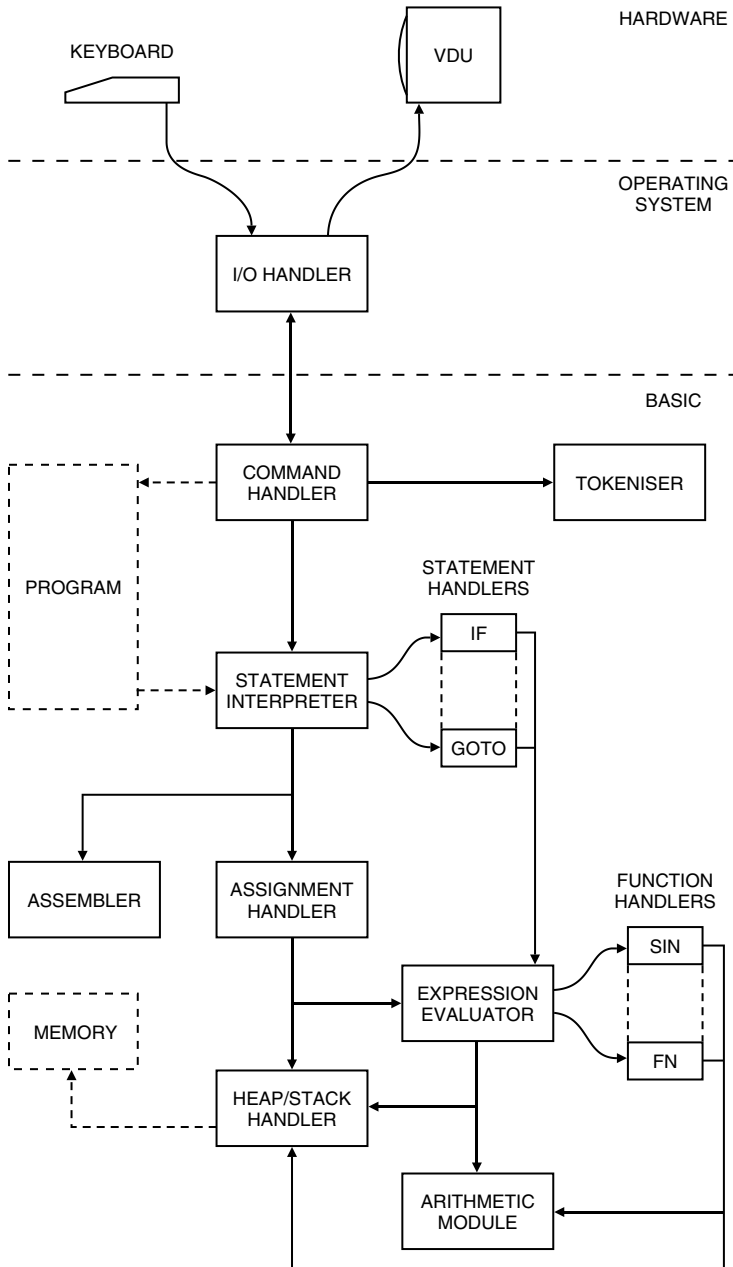 HARDWARE
KEYBOARD
VDU
OPERATING
SYSTEM
I/O HANDLER
BASIC
COMMAND
HANDLER
TOKENISER
PROGRAM
STATEMENT
HANDLERS
IF
STATEMENT
INTERPRETER
GOTO
ASSEMBLER
ASSIGNMENT
HANDLER
FUNCTION
HANDLERS
SIN
EXPRESSION
EVALUATOR
MEMORY
FN
HEAP/STACK
HANDLER
ARITHMETIC
MODULE